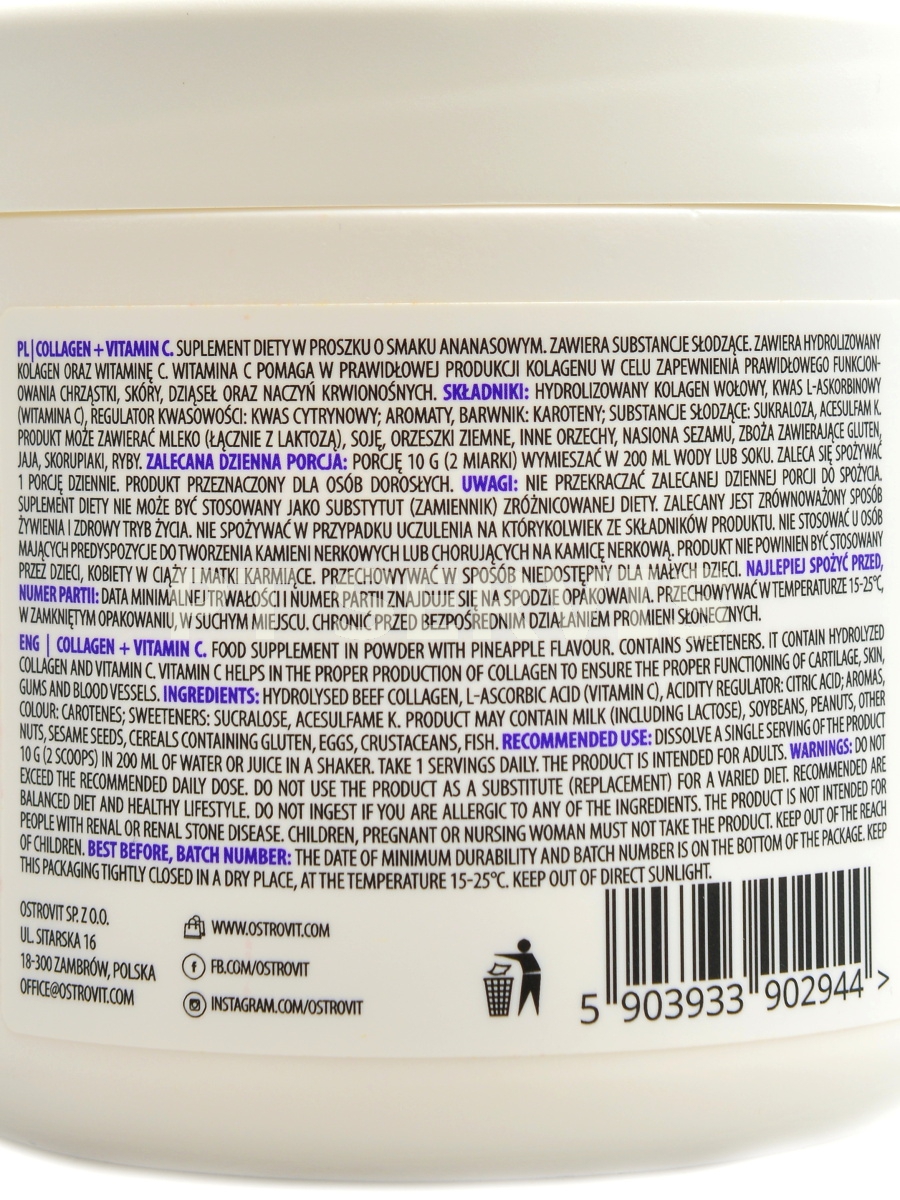 PL | COLLAGEN + VITAMIN C. SUPLEMENT DIETY W PROSZKU O SMAKU ANANASOWYM. ZAWIERA SUBSTANCJE SŁODZĄCE. ZAWIERA HYDROLIZOWANY
KOLAGEN ORAZ WITAMINĘ C. WITAMINA C POMAGA W PRAWIDŁOWEJ PRODUKCJI KOLAGENU W CELU ZAPEWNIENIA PRAWIDŁOWEGO FUNKCJON-
OWANIA CHRZĄSTKI, SKÓRY, DZIĄSEŁ ORAZ NACZYŃ KRWIONOŚNYCH. SKŁADNIKI: HYDROLIZOWANY KOLAGEN WOŁOWY, KWAS L-ASKORBINOWY
(WITAMINA C), REGULATOR KWASOWOŚCI: KWAS CYTRYNOWY; AROMATY, BARWNIK: KAROTENY; SUBSTANCJE SŁODZĄCE: SUKRALOZA, ACESULFAM K.
PRODUKT MOŻE ZAWIERAĆ MLEKO (ŁĄCZNIE Z LAKTOZĄ), SOJĘ, ORZESZKI ZIEMNE, INNE ORZECHY, NASIONA SEZAMU, ZBOŻA ZAWIERAJĄCE GLUTEN,
JAJA, SKORUPIAKI, RYBY. ZALECANA DZIENNA PORCJA: PORCJĘ 10 G (2 MIARKI) WYMIESZAĆ W 200 ML WODY LUB SOKU. ZALECA SIĘ SPOŻYWAĆ
1 PORCJĘ DZIENNIE. PRODUKT PRZEZNACZONY DLA OSÓB DOROSŁYCH. UWAGI: NIE PRZEKRACZAĆ ZALECANEJ DZIENNEJ PORCJI DO SPOŻYCIA.
SUPLEMENT DIETY NIE MOŻE BYĆ STOSOWANY JAKO SUBSTYTUT (ZAMIENNIK) ZRÓŻNICOWANEJ DIETY. ZALECANY JEST ZRÓWNOWAŻONY SPOSÓB
ŻYWIENIA I ZDROWY TRYB ŻYCIA. NIE SPOŻYWAĆ W PRZYPADKU UCZULENIA NA KTÓRYKOLWIEK ZE SKŁADNIKÓW PRODUKTU. NIE STOSOWAĆ U OSÓB
MAJĄCYCH PREDYSPOZYCJE DO TWORZENIA KAMIENI NERKOWYCH LUB CHORUJĄCYCH NA KAMICĘ NERKOWĄ. PRODUKT NIE POWINIEN BYĆ STOSOWANY
PRZEZ DZIECI, KOBIETY W CIĄŻY I MATKI KARMIĄCE. PRZECHOWYWAĆ W SPOSÓB NIEDOSTĘPNY DLA MAŁYCH DZIECI. NAJLEPIEJ SPOŻYĆ PRZED,
NUMER PARTII: DATA MINIMALNEJ TRWAŁOŚCI I NUMER PARTII ZNAJDUJE SIĘ NA SPODZIE OPAKOWANIA. PRZECHOWYWAĆ W TEMPERATURZE 15-25°C,
W ZAMKNIĘTYM OPAKOWANIU, W SUCHYM MIEJSCU. CHRONIĆ PRZED BEZPOŚREDNIM DZIAŁANIEM PROMIENI SŁONECZNYCH.
ENG | COLLAGEN + VITAMIN C. FOOD SUPPLEMENT IN POWDER WITH PINEAPPLE FLAVOUR. CONTAINS SWEETENERS. IT CONTAIN HYDROLYZED
COLLAGEN AND VITAMIN C. VITAMIN C HELPS IN THE PROPER PRODUCTION OF COLLAGEN TO ENSURE THE PROPER FUNCTIONING OF CARTILAGE, SKIN,
GUMS AND BLOOD VESSELS. INGREDIENTS: HYDROLYSED BEEF COLLAGEN, L-ASCORBIC ACID (VITAMIN C), ACIDITY REGULATOR: CITRIC ACID; AROMAS,
COLOUR: CAROTENES; SWEETENERS: SUCRALOSE, ACESULFAME K. PRODUCT MAY CONTAIN MILK (INCLUDING LACTOSE), SOYBEANS, PEANUTS, OTHER
NUTS, SESAME SEEDS, CEREALS CONTAINING GLUTEN, EGGS, CRUSTACEANS, FISH. RECOMMENDED USE: DISSOLVE A SINGLE SERVING OF THE PRODUCT
10 G (2 SCOOPS) IN 200 ML OF WATER OR JUICE IN A SHAKER. TAKE 1 SERVINGS DAILY. THE PRODUCT IS INTENDED FOR ADULTS. WARNINGS: DO NOT
EXCEED THE RECOMMENDED DAILY DOSE. DO NOT USE THE PRODUCT AS A SUBSTITUTE (REPLACEMENT) FOR A VARIED DIET. RECOMMENDED ARE
BALANCED DIET AND HEALTHY LIFESTYLE. DO NOT INGEST IF YOU ARE ALLERGIC TO ANY OF THE INGREDIENTS. THE PRODUCT IS NOT INTENDED FOR
PEOPLE WITH RENAL OR RENAL STONE DISEASE. CHILDREN, PREGNANT OR NURSING WOMAN MUST NOT TAKE THE PRODUCT. KEEP OUT OF THE REACH
OF CHILDREN. BEST BEFORE, BATCH NUMBER: THE DATE OF MINIMUM DURABILITY AND BATCH NUMBER IS ON THE BOTTOM OF THE PACKAGE. KEEP
THIS PACKAGING TIGHTLY CLOSED IN A DRY PLACE, AT THE TEMPERATURE 15-25°C. KEEP OUT OF DIRECT SUNLIGHT.
OSTROVIT SP. Z O.O.
UL. SITARSKA 16
18-300 ZAMBRÓW, POLSKA
OFFICE@OSTROVIT.COM
WWW.OSTROVIT.COM
FB.COM/OSTROVIT
INSTAGRAM.COM/OSTROVIT
5 903933 902944 >